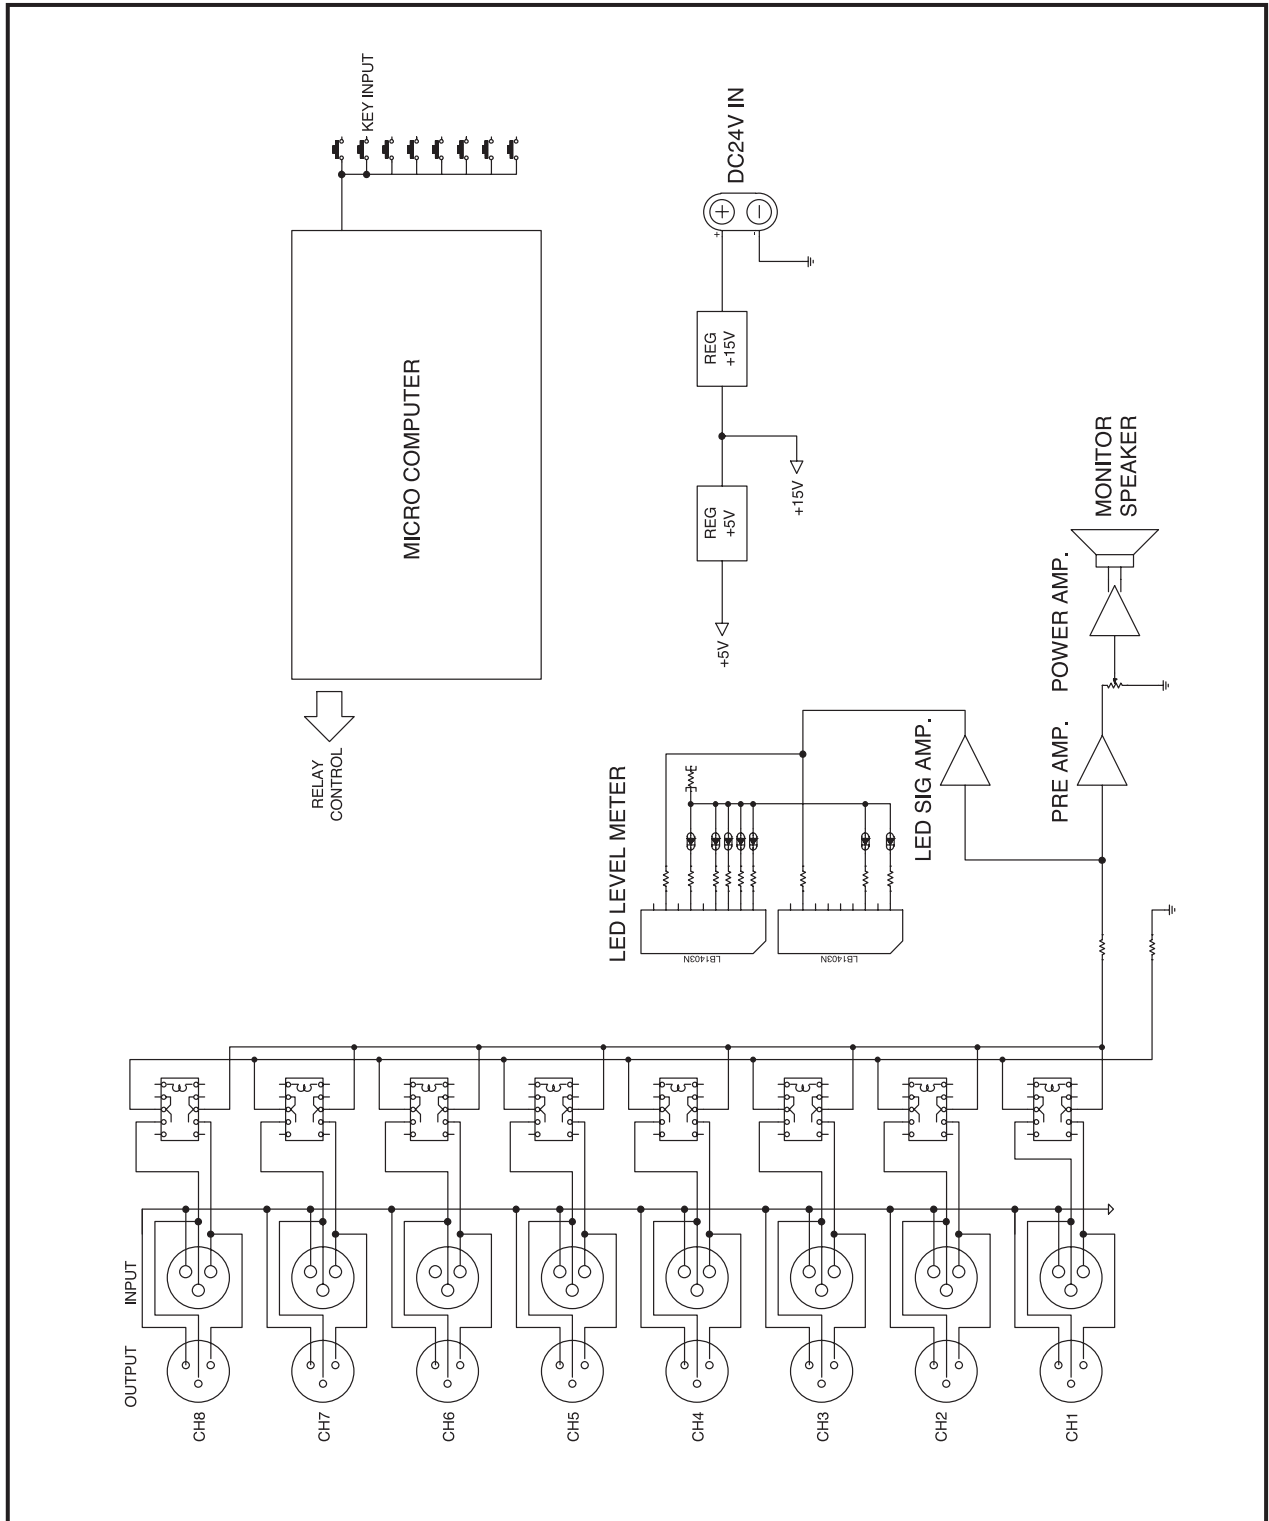 KEY INPUT
MICRO COMPUTER
RELAY
CONTROL
DC24V IN
+
-
REG
+15V
REG
+5V
+15V
+5V
MONITOR
SPEAKER
POWER AMP.
PRE AMP.
LED SIG AMP.
LED LEVEL METER
LB1403N
LB1403N
INPUT
OUTPUT
CH8
CH7
CH6
CH5
CH4
CH3
CH2
CH1